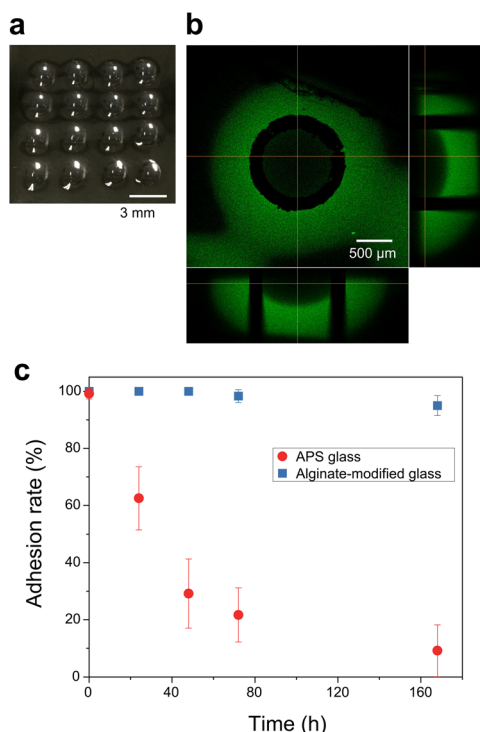 a
3 mm
b
500 µm
c
Adhesion rate (%)
100
80
60
40
20
0
APS glass
Alginate-modified glass
0
40
80
120
160
Time (h)